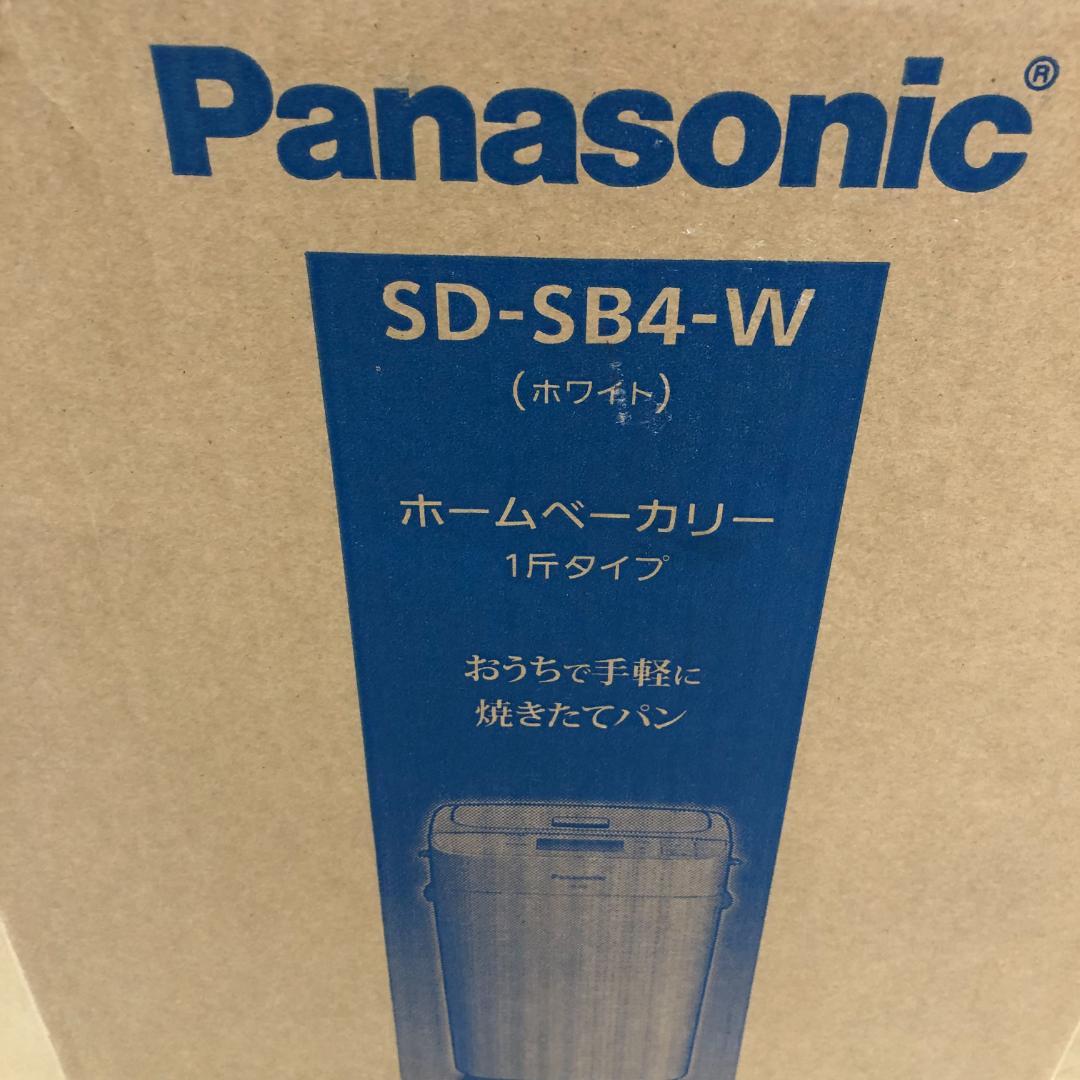 Panasonic®
SD-SB4-W
(ホワイト)
ホームベーカリー
1斤タイプ
おうちで手軽に
焼きたてパン
Panasonic